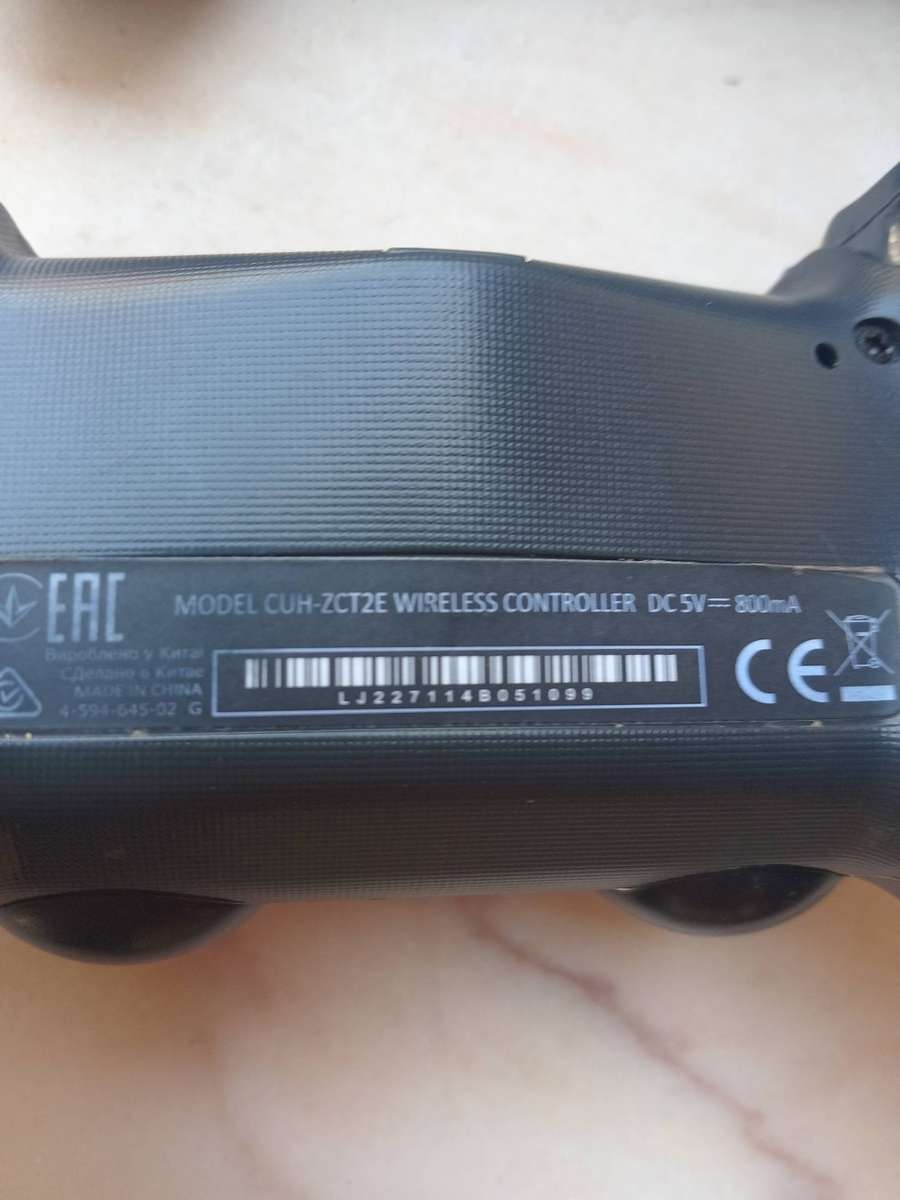 EAC
MODEL CUH-ZCT2E WIRELESS CONTROLLER DC 5V⎓800mA
Вироблено у Китаї
Сделано в Китае
MADE IN CHINA
4-594-645-02 G
LJ227114B051099
CE